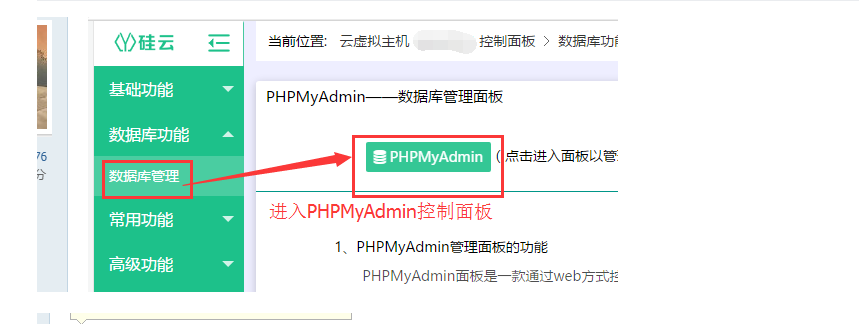 硅云
当前位置: 云虚拟主机 控制面板 > 数据库功能
基础功能
PHPMyAdmin——数据库管理面板
数据库功能
PHPMyAdmin (点击进入面板以管理
76
分
数据库管理
常用功能
进入PHPMyAdmin控制面板
1、PHPMyAdmin管理面板的功能
高级功能
PHPMyAdmin面板是一款通过web方式控